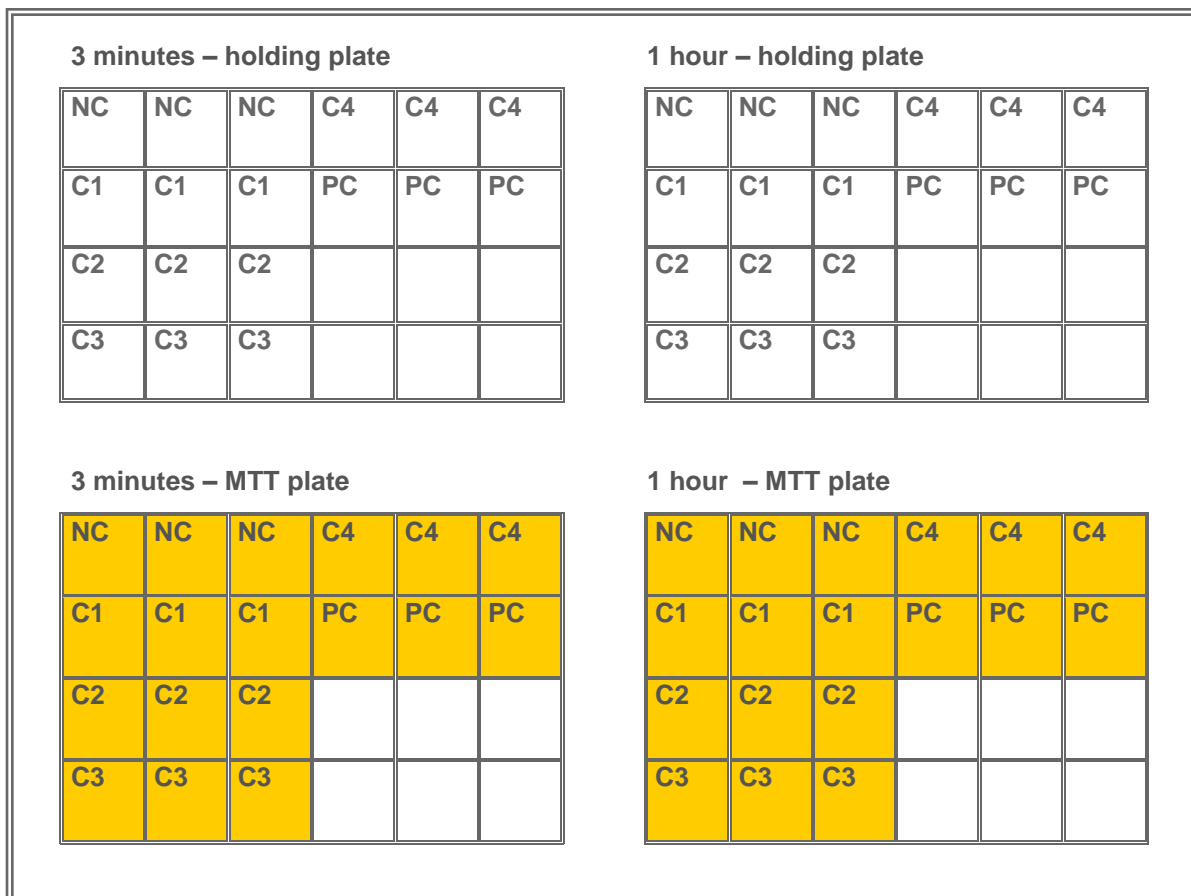 3 minutes – holding plate
NC NC NC C4 C4 C4
C1 C1 C1 PC PC PC
C2 C2 C2
C3 C3 C3
1 hour – holding plate
NC NC NC C4 C4 C4
C1 C1 C1 PC PC PC
C2 C2 C2
C3 C3 C3
3 minutes – MTT plate
NC NC NC C4 C4 C4
C1 C1 C1 PC PC PC
C2 C2 C2
C3 C3 C3
1 hour – MTT plate
NC NC NC C4 C4 C4
C1 C1 C1 PC PC PC
C2 C2 C2
C3 C3 C3